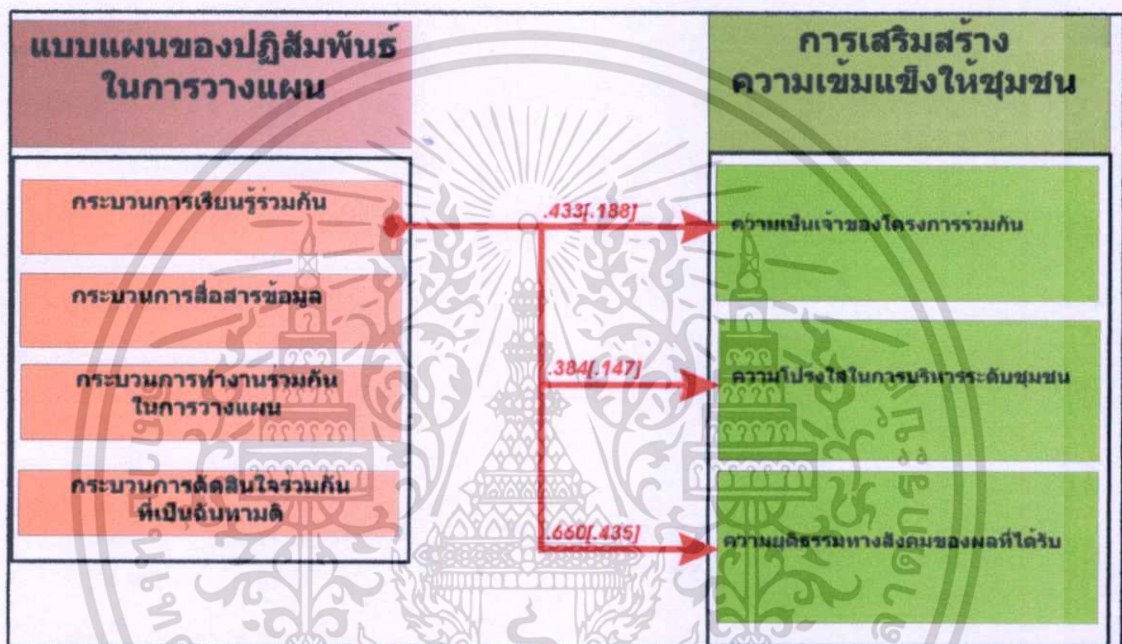 แบบแผนของปฏิสัมพันธ์
ในการวางแผน
กระบวนการเรียนรู้ร่วมกัน
กระบวนการสื่อสารข้อมูล
กระบวนการทำงานรวมกัน
ในการวางแผน
กระบวนการตัดสินใจร่วมกัน
ที่เป็นฉันทามติ
.433[.188]
.384[.147]
.660[.435]
การเสริมสร้าง
ความเข้มแข็งให้ชุมชน
ความเป็นเจ้าของโครงการร่วมกัน
ความโปร่งใสในการบริหารระดับชุมชน
ความยุติธรรมทางสังคมของผลที่ได้รับ